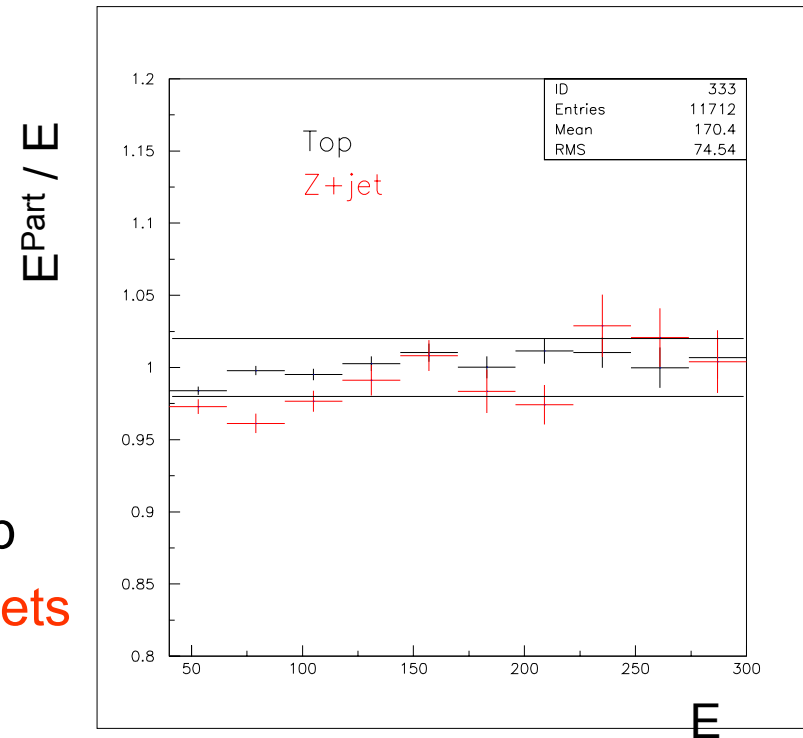 E^Part / E
ID 333
Entries 11712
Mean 170.4
RMS 74.54
Top
Z+jet
1.2
1.15
1.1
1.05
1
0.95
0.9
0.85
0.8
50 100 150 200 250 300
E
ets